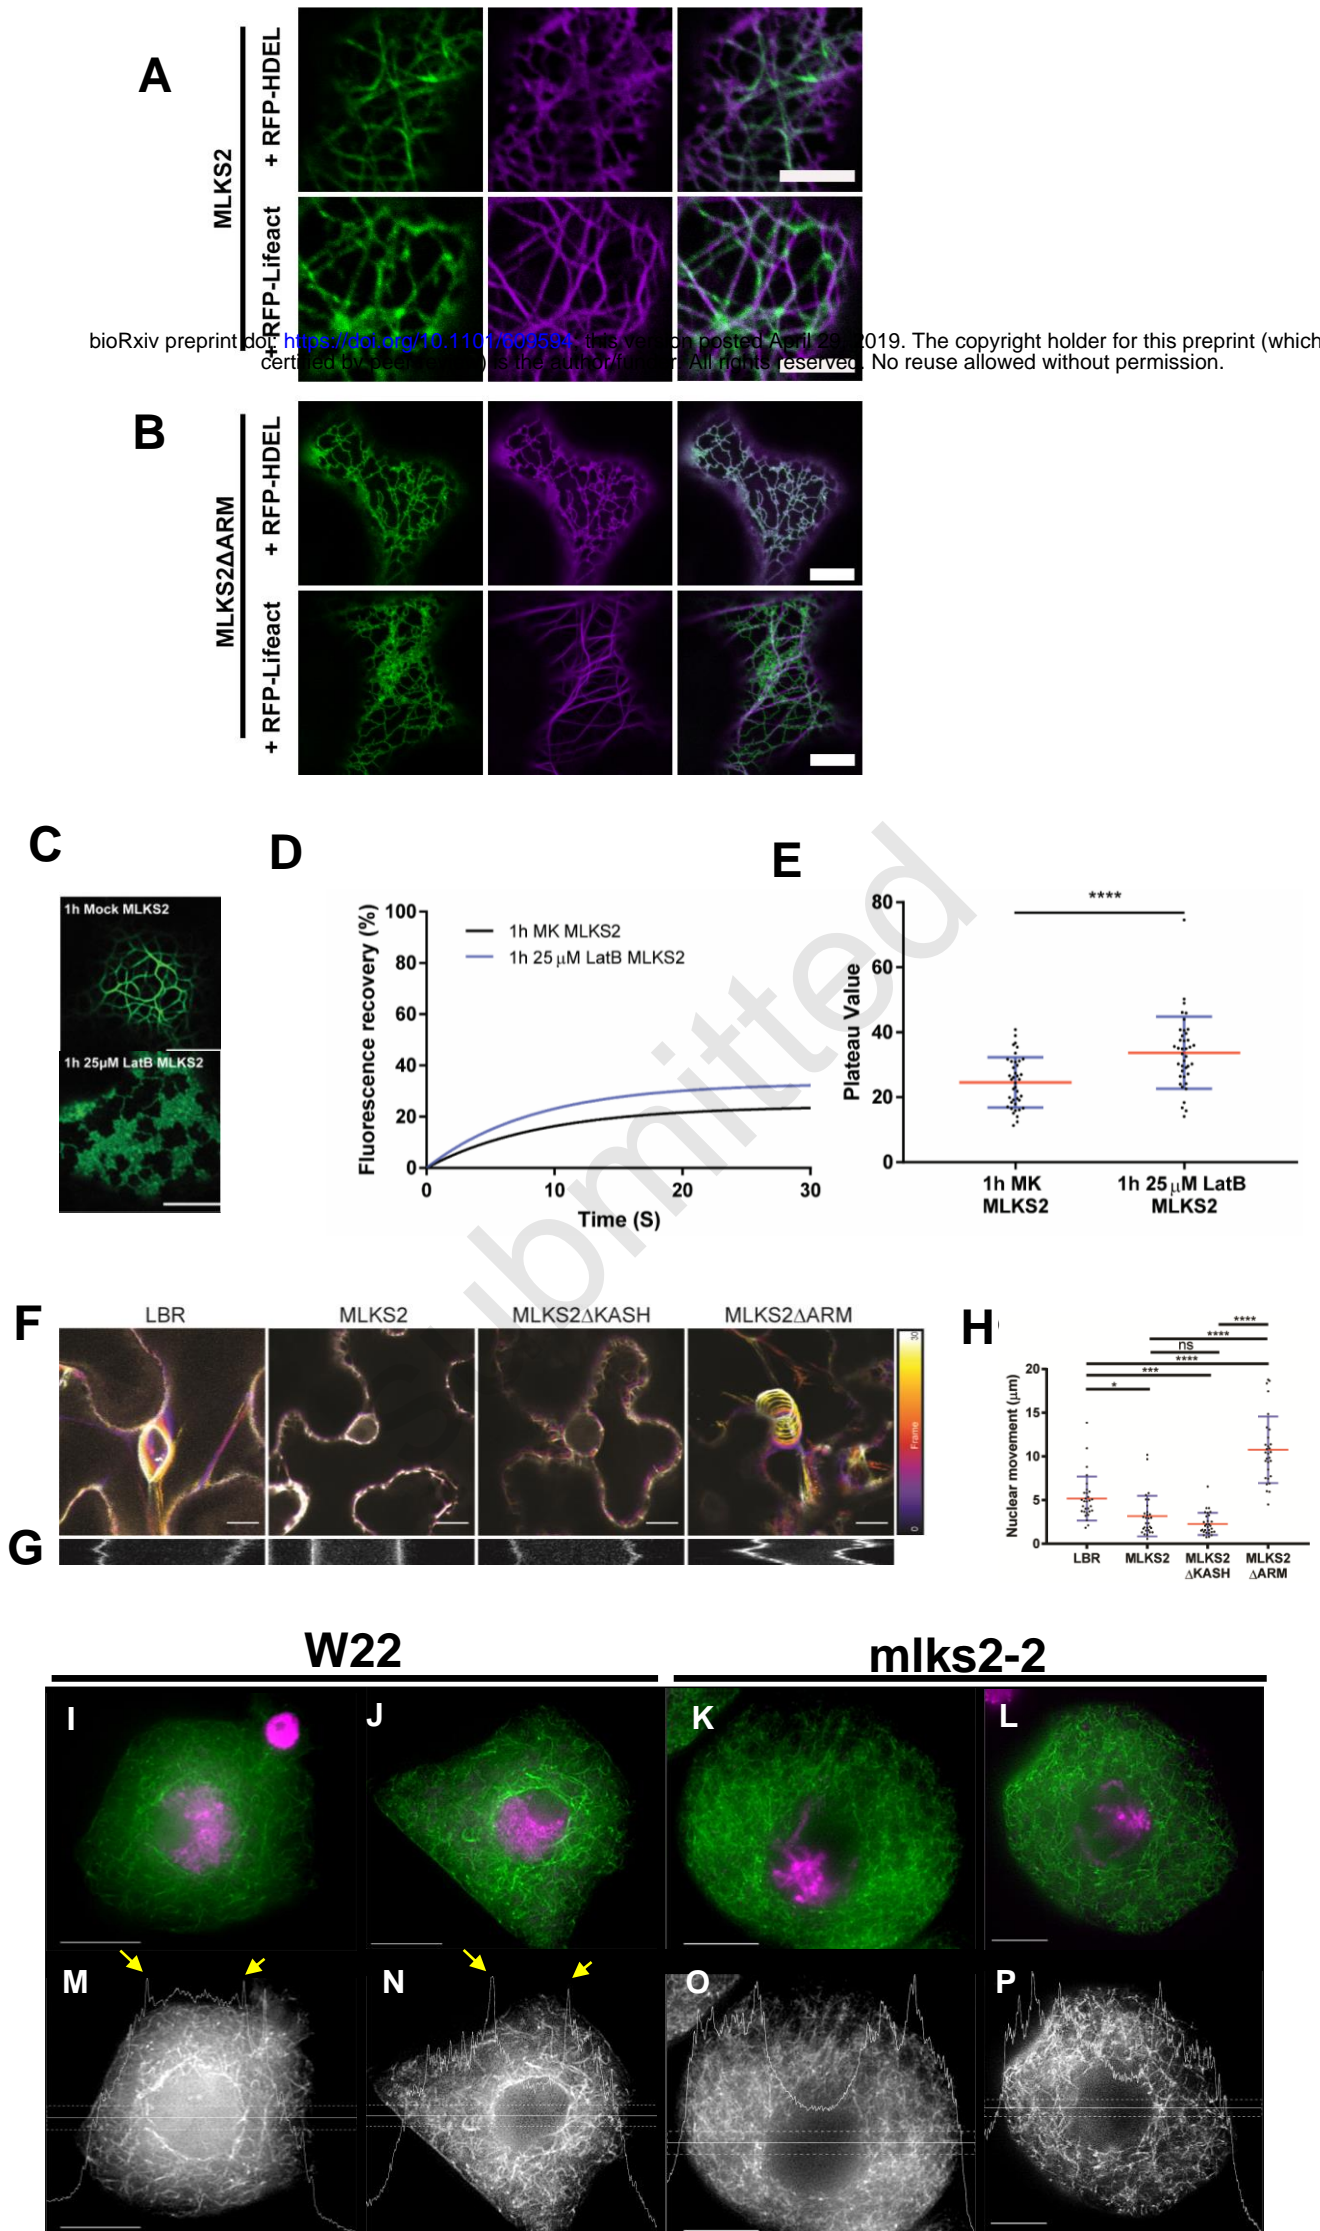 A
MLKS2
+ RFP-HDEL
+ RFP-Lifeact
bioRxiv preprint doi: https://doi.org/10.1101/609594; this version posted April 29, 2019. The copyright holder for this preprint (which
certified by peer review) is the author/funder. All rights reserved. No reuse allowed without permission.
B
MLKS2ΔARM
+ RFP-HDEL
+ RFP-Lifeact
C
1h Mock MLKS2
1h 25µM LatB MLKS2
D
Fluorescence recovery (%)
100
80
60
40
20
0
1h MK MLKS2
1h 25 µM LatB MLKS2
0 10 20 30
Time (S)
E
Plateau Value
80
60
40
20
0
****
1h MK MLKS2
1h 25 µM LatB MLKS2
bmitted
F
LBR MLKS2 MLKS2ΔKASH MLKS2ΔARM
30
Frame
0
G
H
Nuclear movement (µm)
20
15
10
5
0
****
****
ns
****
***
*
LBR MLKS2 MLKS2 ΔKASH MLKS2 ΔARM
W22 mlks2-2
I J K L
M N O P